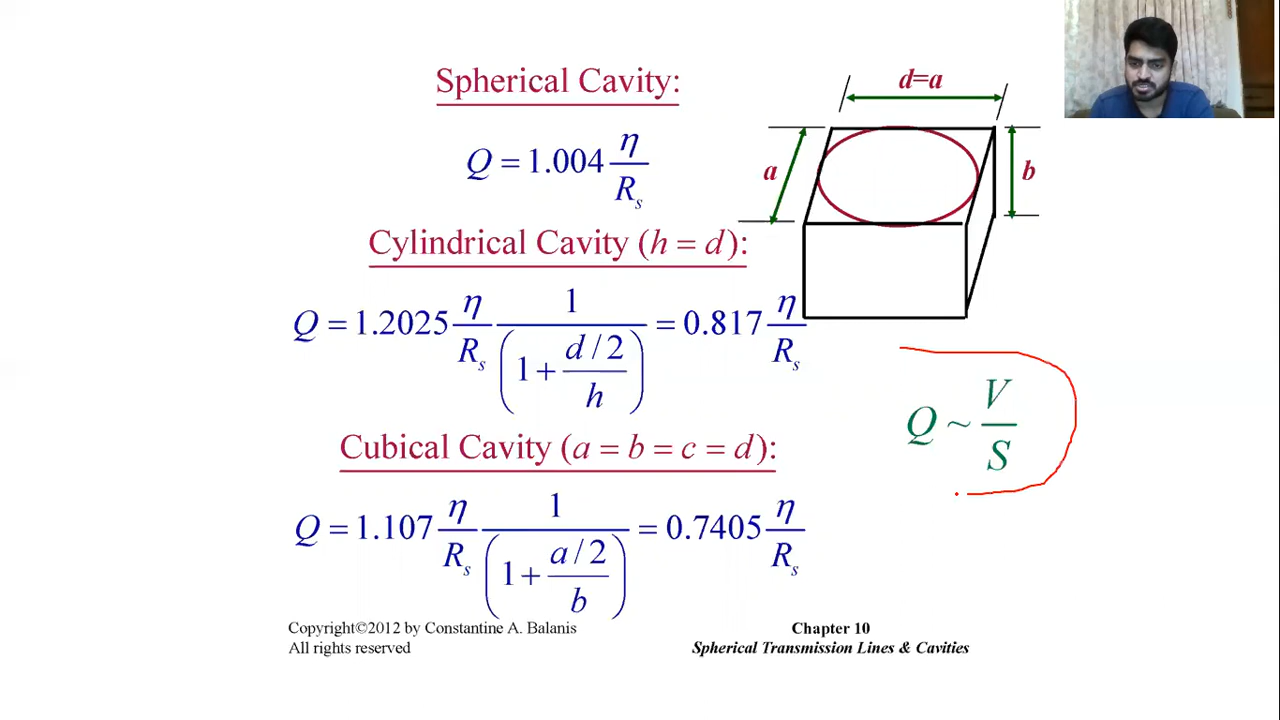 Spherical Cavity:
Q = 1.004 η/R_s
Cylindrical Cavity (h = d):
Q = 1.2025 η/R_s 1/(1 + (d/2)/h) = 0.817 η/R_s
Cubical Cavity (a = b = c = d):
Q = 1.107 η/R_s 1/(1 + (a/2)/b) = 0.7405 η/R_s
d=a
a
b
Q ~ V/S
Copyright©2012 by Constantine A. Balanis
All rights reserved
Chapter 10
Spherical Transmission Lines & Cavities